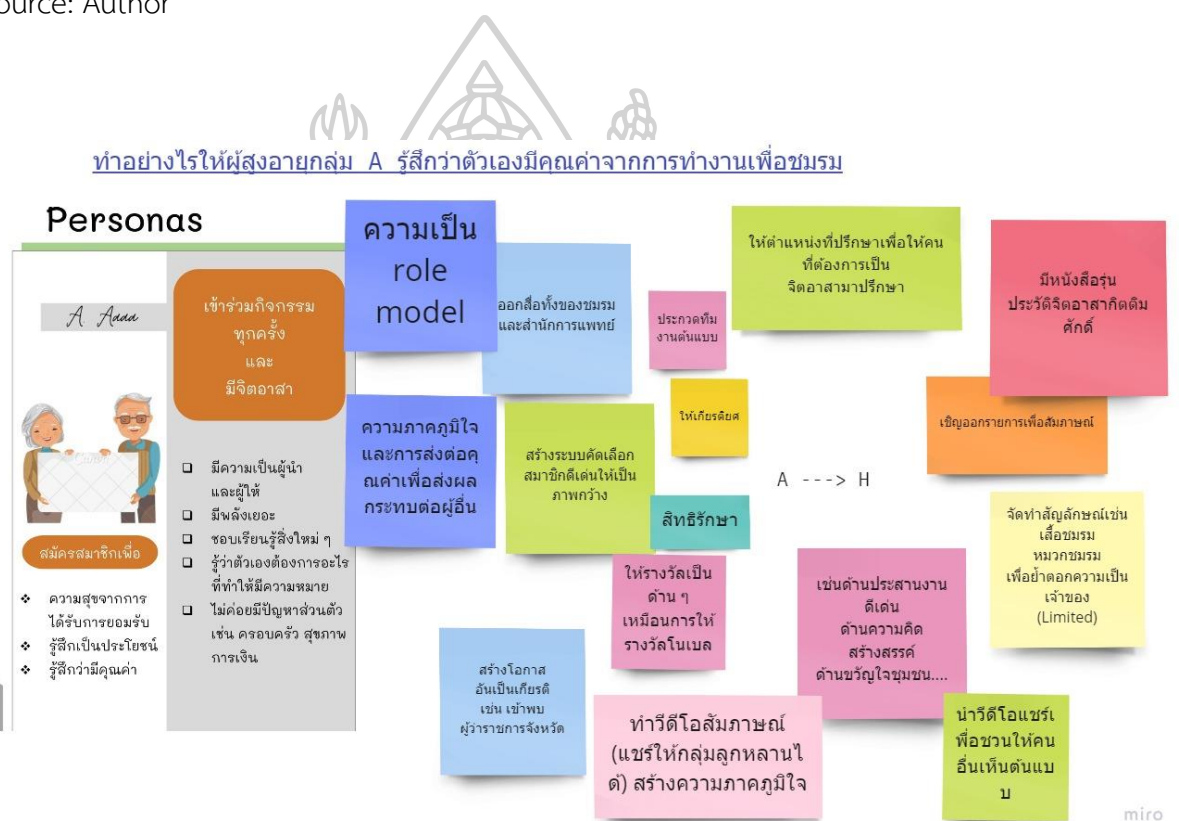 ource: Author
ทำอย่างไรให้ผู้สูงอายุกลุ่ม A รู้สึกว่าตัวเองมีคุณค่าจากการทำงานเพื่อชมรม
Personas
A. Aaaa
เข้าร่วมกิจกรรม
ทุกครั้ง
และ
มีจิตอาสา
สมัครสมาชิกเพื่อ
❖ ความสุขจากการ
ได้รับการยอมรับ
❖ รู้สึกเป็นประโยชน์
❖ รู้สึกว่ามีคุณค่า
❑ มีความเป็นผู้นำ
และผู้ให้
❑ มีพลังเยอะ
❑ ชอบเรียนรู้สิ่งใหม่ ๆ
❑ รู้ว่าตัวเองต้องการอะไร
ที่ทำให้มีความหมาย
❑ ไม่ค่อยมีปัญหาส่วนตัว
เช่น ครอบครัว สุขภาพ
การเงิน
ความเป็น
role
model
ออกสื่อทั้งของชมรม
และสำนักการแพทย์
ประกวดทีม
งานต้นแบบ
ให้ตำแหน่งที่ปรึกษาเพื่อให้คน
ที่ต้องการเป็น
จิตอาสามาปรึกษา
มีหนังสือรุ่น
ประวัติจิตอาสากิตติม
ศักดิ์
ความภาคภูมิใจ
และการส่งต่อคุ
ณค่าเพื่อส่งผล
กระทบต่อผู้อื่น
สร้างระบบคัดเลือก
สมาชิกดีเด่นให้เป็น
ภาพกว้าง
ให้เกียรติยศ
เชิญออกรายการเพื่อสัมภาษณ์
A ---> H
สิทธิรักษา
ให้รางวัลเป็น
ด้าน ๆ
เหมือนการให้
รางวัลโนเบล
เช่นด้านประสานงาน
ดีเด่น
ด้านความคิด
สร้างสรรค์
ด้านขวัญใจชุมชน....
จัดทำสัญลักษณ์เช่น
เสื้อชมรม
หมวกชมรม
เพื่อย้ำตอกความเป็น
เจ้าของ
(Limited)
สร้างโอกาส
อันเป็นเกียรติ
เช่น เข้าพบ
ผู้ว่าราชการจังหวัด
ทำวีดีโอสัมภาษณ์
(แชร์ให้กลุ่มลูกหลานไ
ด้) สร้างความภาคภูมิใจ
นำวีดีโอแชร์เ
พื่อชวนให้คน
อื่นเห็นต้นแบ
บ
miro